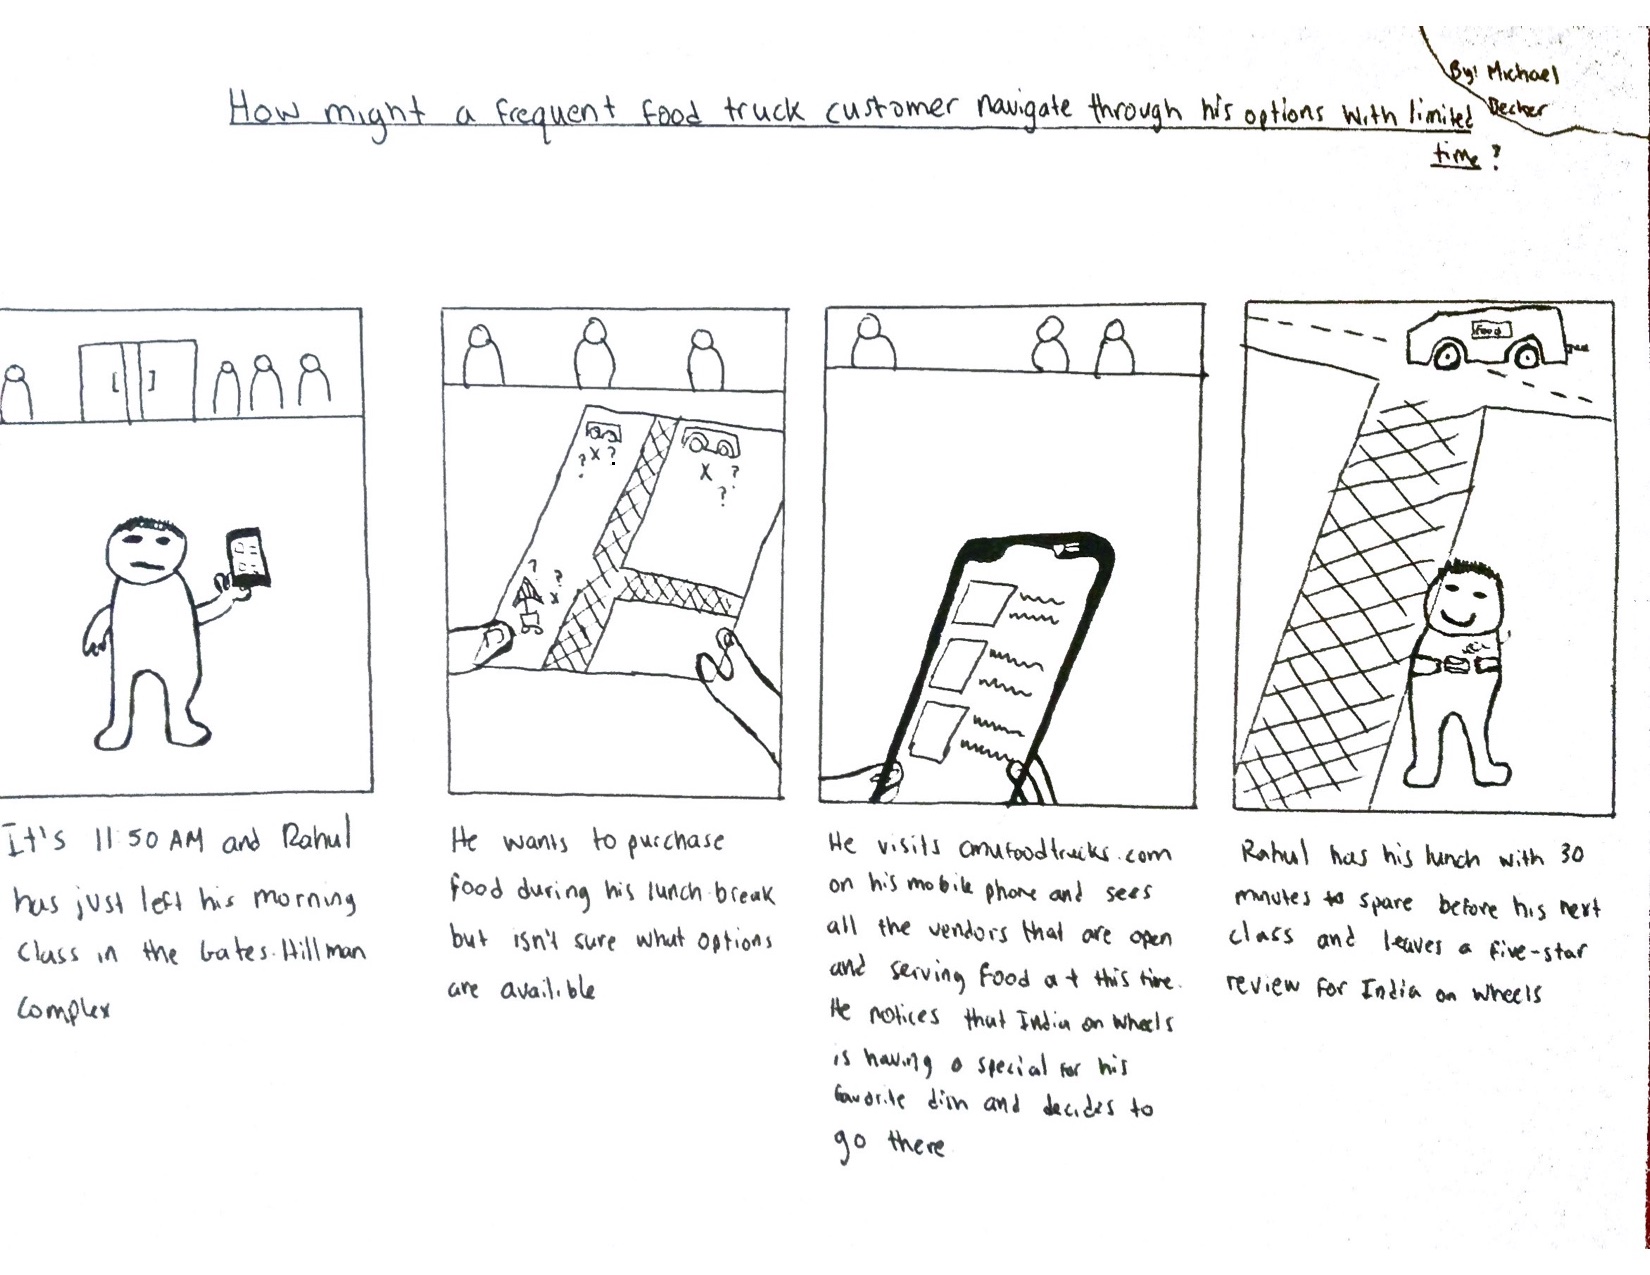 By: Michael
Decker
How might a frequent food truck customer navigate through his options with limited
time?
[ ]
? X ?
X ?
?
? ?
x
Food
It's 11:50 AM and Rahul
has just left his morning
class in the Gates-Hillman
Complex
He wants to purchase
food during his lunch break
but isn't sure what options
are availible
He visits cmufoodtrucks.com
on his mobile phone and sees
all the vendors that are open
and serving food at this time.
He notices that India on Wheels
is having a special for his
favorite dish and decides to
go there
Rahul has his lunch with 30
minutes to spare before his next
class and leaves a five-star
review for India on Wheels